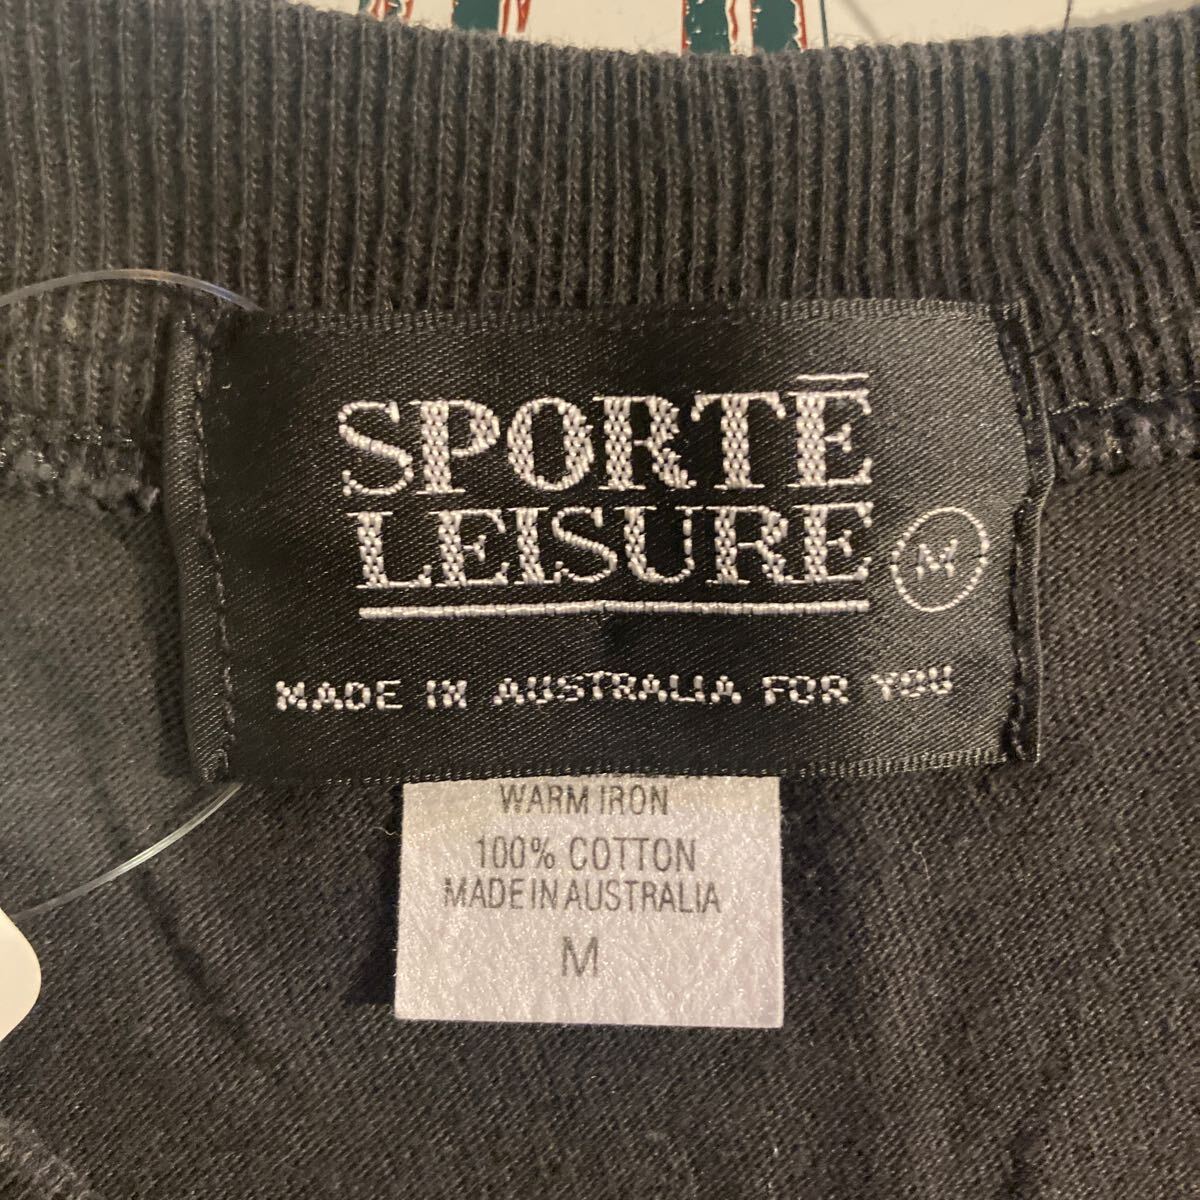 SPORTĒ
LEISURE
M
MADE IN AUSTRALIA FOR YOU
WARM IRON
100% COTTON
MADE IN AUSTRALIA
M